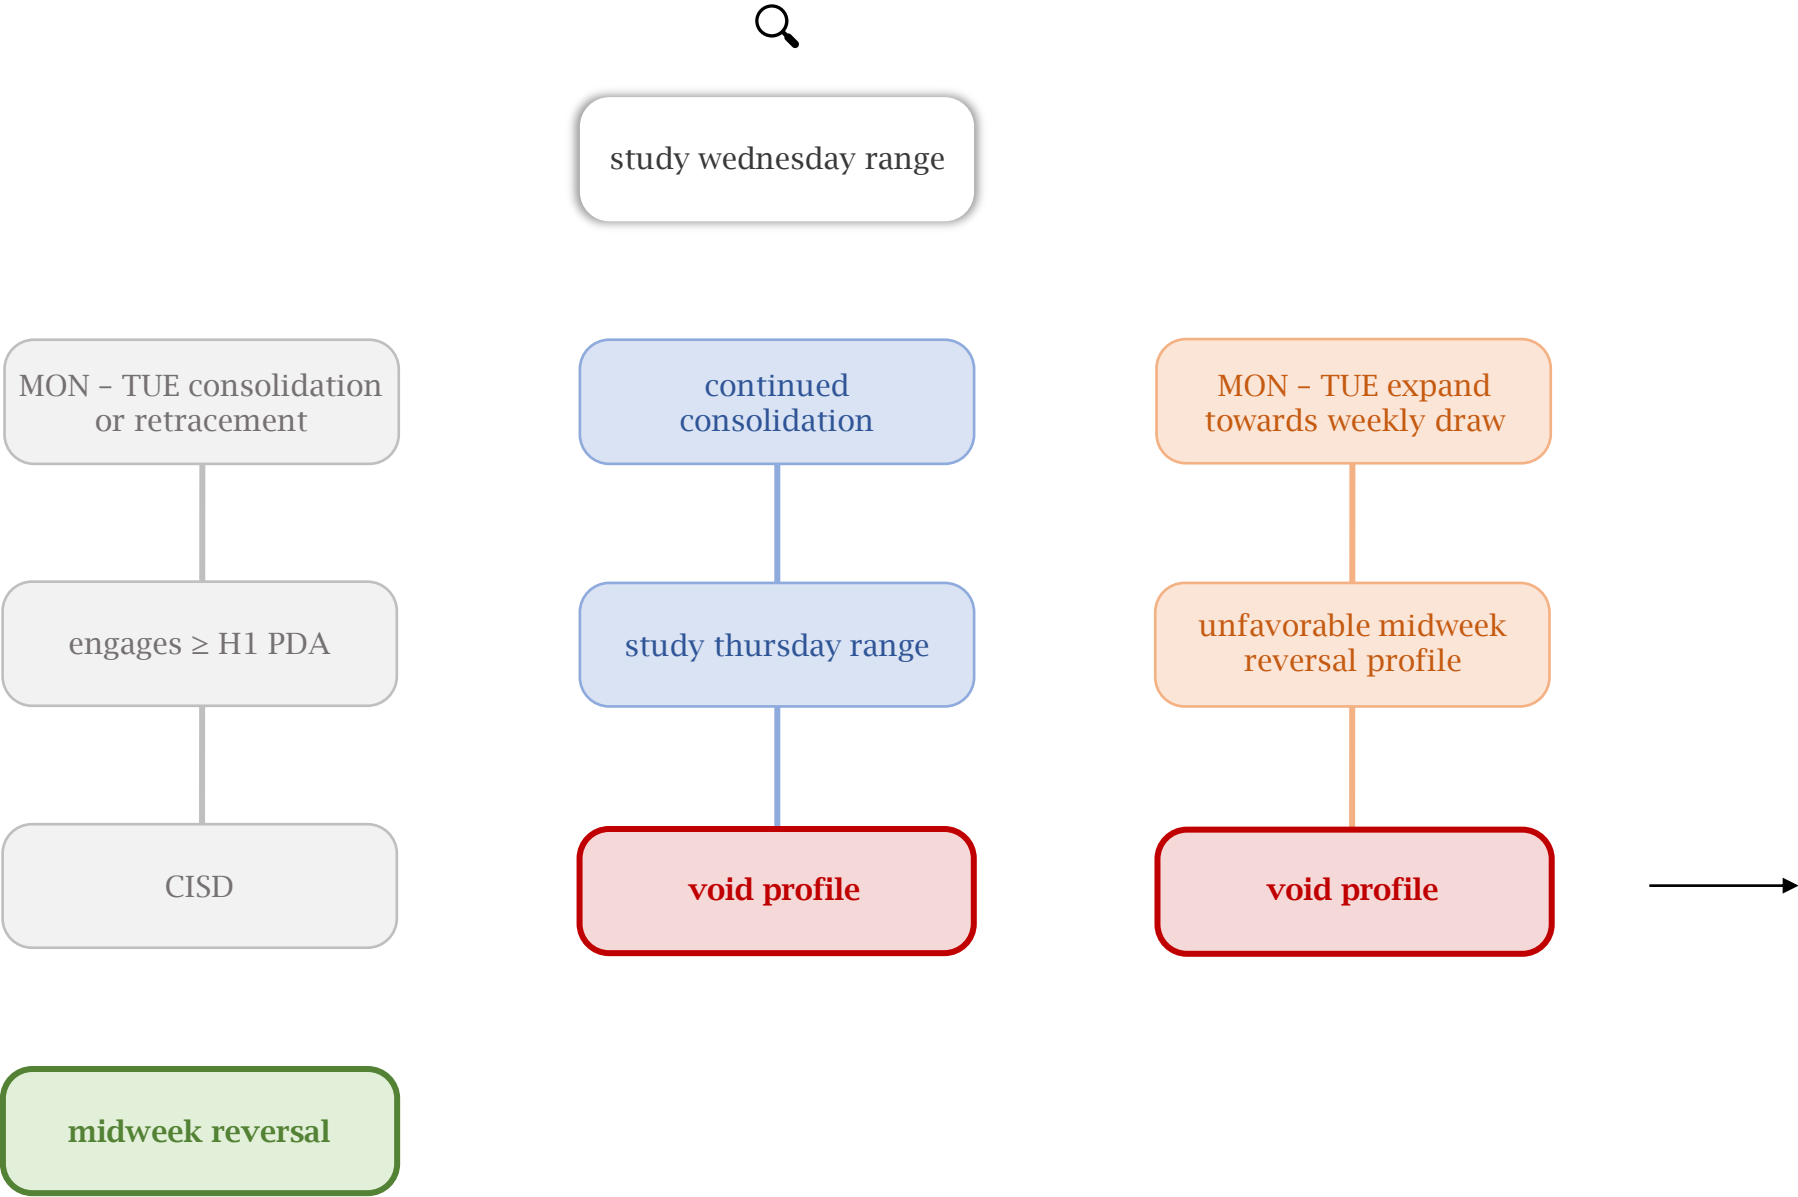 study wednesday range
MON – TUE consolidation
or retracement
engages ≥ H1 PDA
CISD
midweek reversal
continued
consolidation
study thursday range
void profile
MON – TUE expand
towards weekly draw
unfavorable midweek
reversal profile
void profile